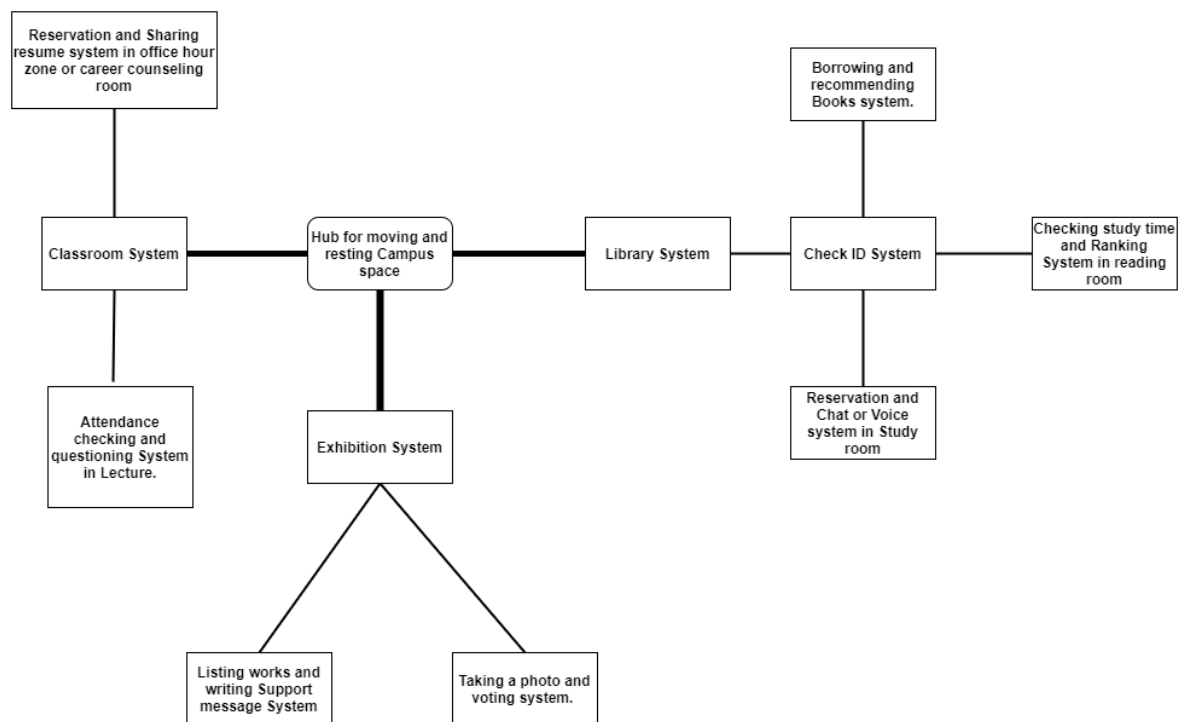 Reservation and Sharing
resume system in office hour
zone or career counseling
room
Borrowing and
recommending
Books system.
Classroom System
Hub for moving and
resting Campus
space
Library System
Check ID System
Checking study time
and Ranking
System in reading
room
Attendance
checking and
questioning System
in Lecture.
Exhibition System
Reservation and
Chat or Voice
system in Study
room
Listing works and
writing Support
message System
Taking a photo and
voting system.